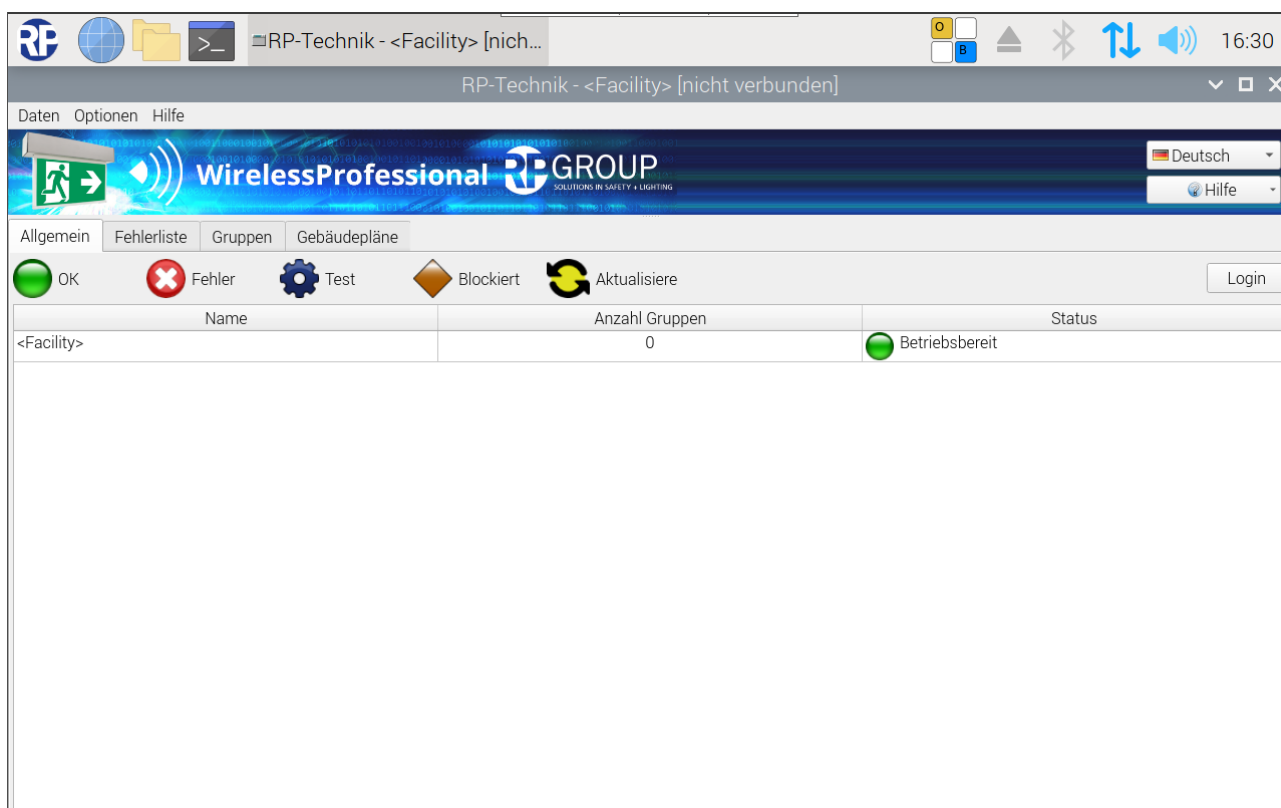 RP
>_
RP-Technik - <Facility> [nich...
O
B
16:30
RP-Technik - <Facility> [nicht verbunden]
Daten Optionen Hilfe
WirelessProfessional RP GROUP
SOLUTIONS IN SAFETY + LIGHTING
Deutsch
Hilfe
Allgemein Fehlerliste Gruppen Gebäudepläne
OK Fehler Test Blockiert Aktualisiere Login
Name Anzahl Gruppen Status
<Facility> 0 Betriebsbereit